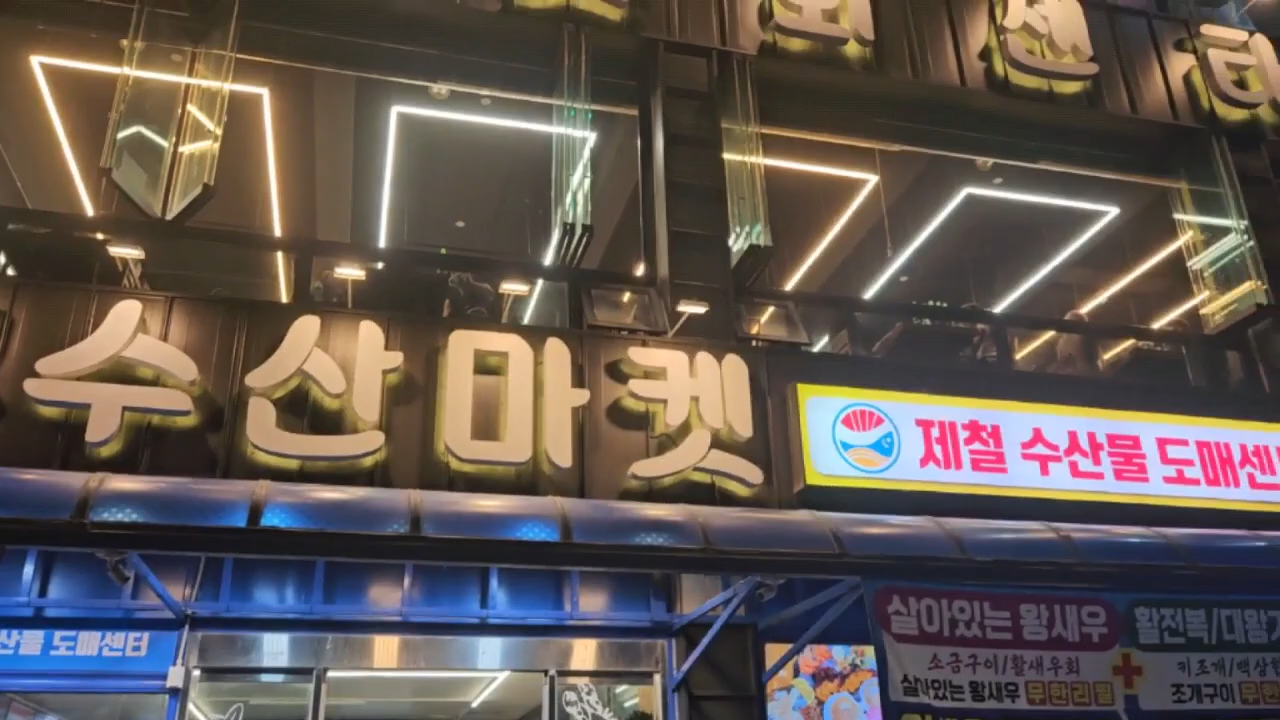 회센타
수산마켓
제철 수산물 도매센
산물 도매센터
살아있는 왕새우
소금구이/활새우회
살아있는 왕새우 무한리필
+
활전복/대왕
키조개/백상합
조개구이 무한